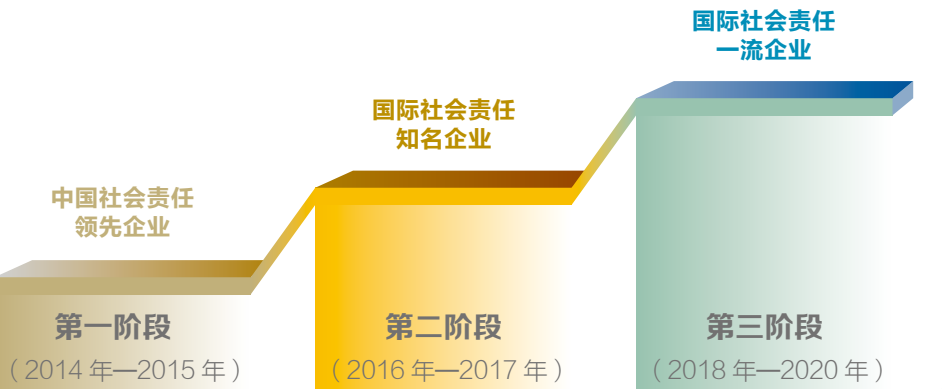 国际社会责任
一流企业
国际社会责任
知名企业
中国社会责任
领先企业
第一阶段
（2014 年—2015 年）
第二阶段
（2016 年—2017 年）
第三阶段
（2018 年—2020 年）